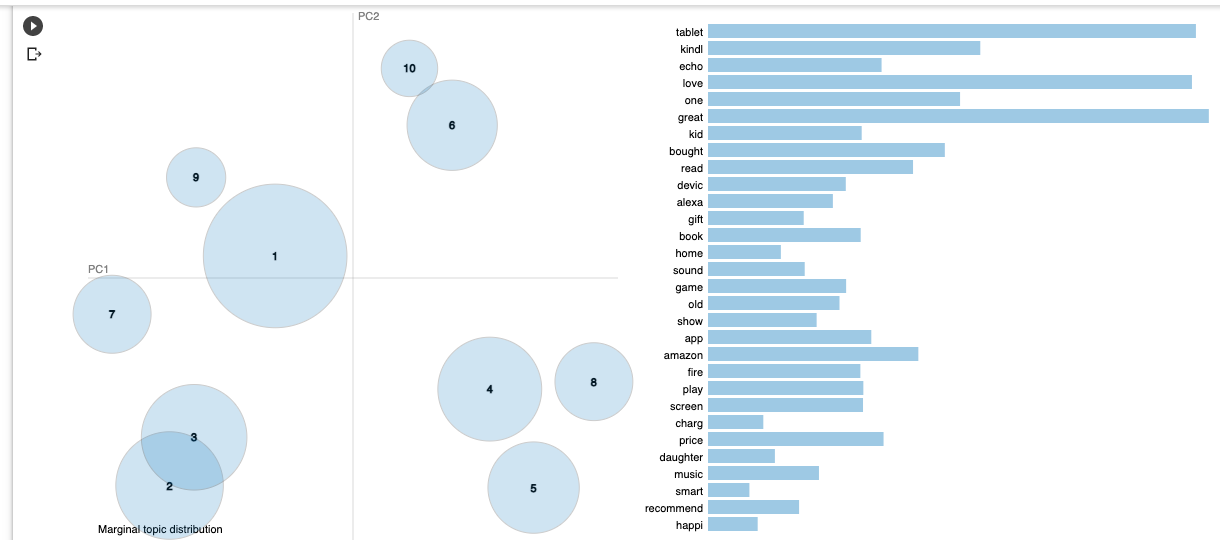 PC2
10
6
9
1
PC1
7
4
8
3
2
5
Marginal topic distribution
tablet
kindl
echo
love
one
great
kid
bought
read
devic
alexa
gift
book
home
sound
game
old
show
app
amazon
fire
play
screen
charg
price
daughter
music
smart
recommend
happi